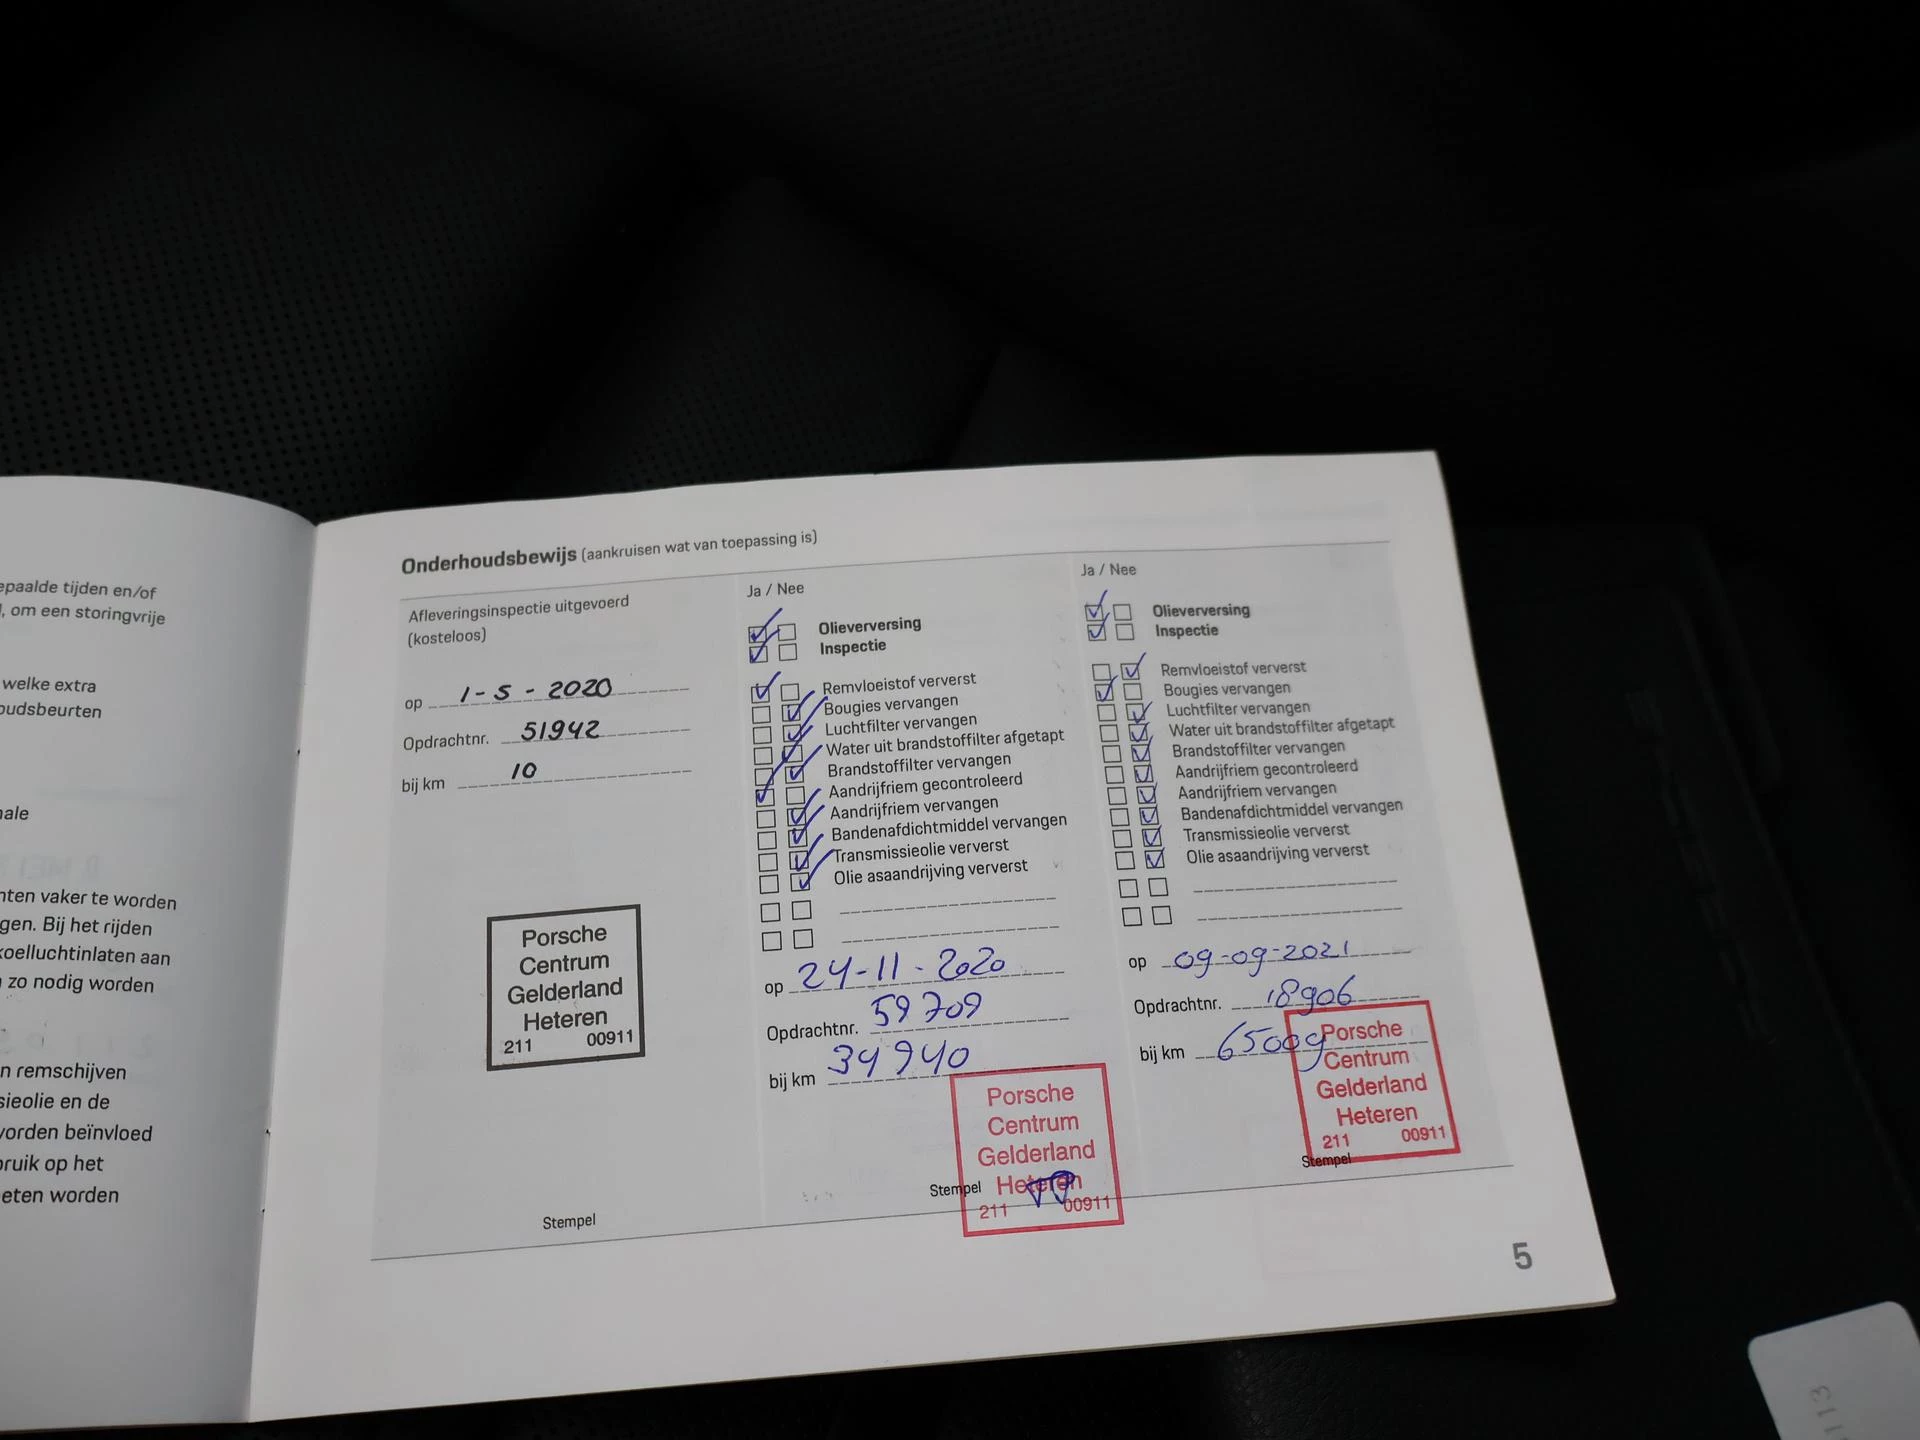 epaalde tijden en/of
, om een storingvrije
welke extra
oudsbeurten
nale
nten vaker te worden
gen. Bij het rijden
koelluchtinlaten aan
zo nodig worden
n remschijven
sieolie en de
worden beïnvloed
bruik op het
eten worden
Onderhoudsbewijs (aankruisen wat van toepassing is)
Afleveringsinspectie uitgevoerd
(kosteloos)
op 1-5-2020
Opdrachtnr. 51942
bij km 10
Porsche
Centrum
Gelderland
Heteren
211 00911
Stempel
Ja / Nee
Olieverversing
Inspectie
Remvloeistof ververst
Bougies vervangen
Luchtfilter vervangen
Water uit brandstoffilter afgetapt
Brandstoffilter vervangen
Aandrijfriem gecontroleerd
Aandrijfriem vervangen
Bandenafdichtmiddel vervangen
Transmissieolie ververst
Olie asaandrijving ververst
op 24-11-2020
Opdrachtnr. 59709
bij km 34940
Porsche
Centrum
Gelderland
Stempel Heteren
211 00911
Ja / Nee
Olieverversing
Inspectie
Remvloeistof ververst
Bougies vervangen
Luchtfilter vervangen
Water uit brandstoffilter afgetapt
Brandstoffilter vervangen
Aandrijfriem gecontroleerd
Aandrijfriem vervangen
Bandenafdichtmiddel vervangen
Transmissieolie ververst
Olie asaandrijving ververst
op 09-09-2021
Opdrachtnr. 18906
bij km 65009
Porsche
Centrum
Gelderland
Heteren
211 00911
Stempel
5
113